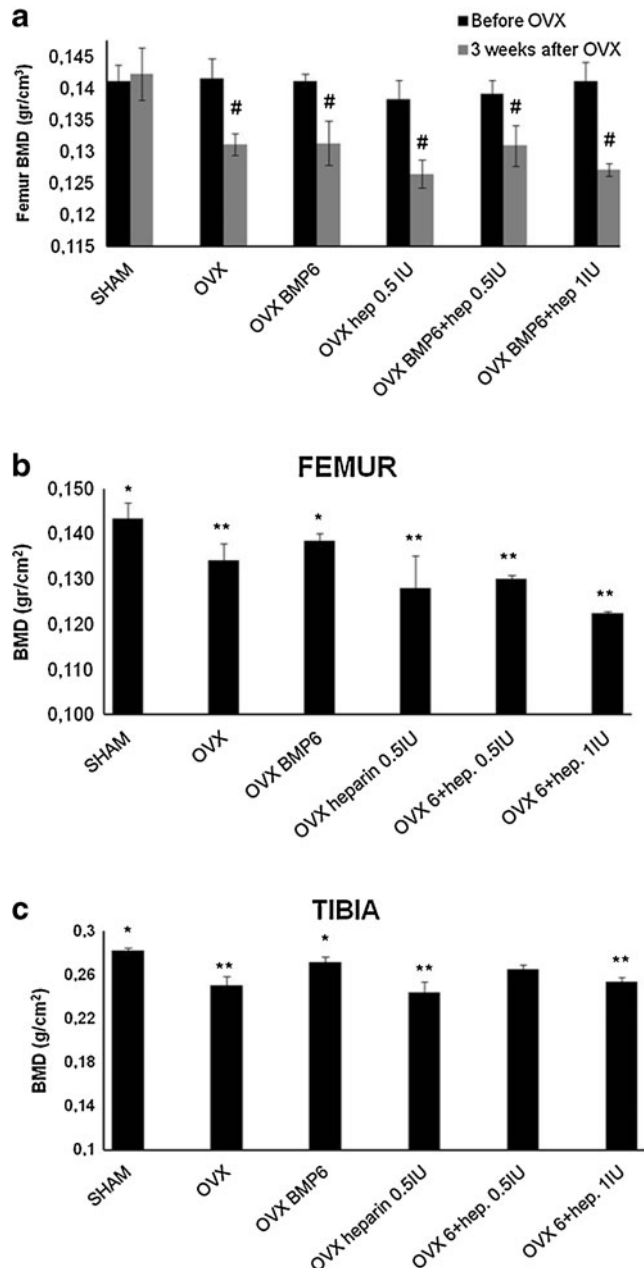 a
Before OVX
3 weeks after OVX
Femur BMD (gr/cm³)
0,145
0,14
0,135
0,13
0,125
0,12
0,115
# # # # #
SHAM
OVX
OVX BMP6
OVX hep 0.5 IU
OVX BMP6+hep 0.5IU
OVX BMP6+hep 1IU
b
FEMUR
BMD (gr/cm²)
0,150
0,140
0,130
0,120
0,110
0,100
* ** * ** ** **
SHAM
OVX
OVX BMP6
OVX heparin 0.5IU
OVX 6+hep. 0.5IU
OVX 6+hep. 1IU
c
TIBIA
BMD (g/cm²)
0,3
0,26
0,22
0,18
0,14
0,1
* ** * ** **
SHAM
OVX
OVX BMP6
OVX heparin 0.5IU
OVX 6+hep. 0.5IU
OVX 6+hep. 1IU